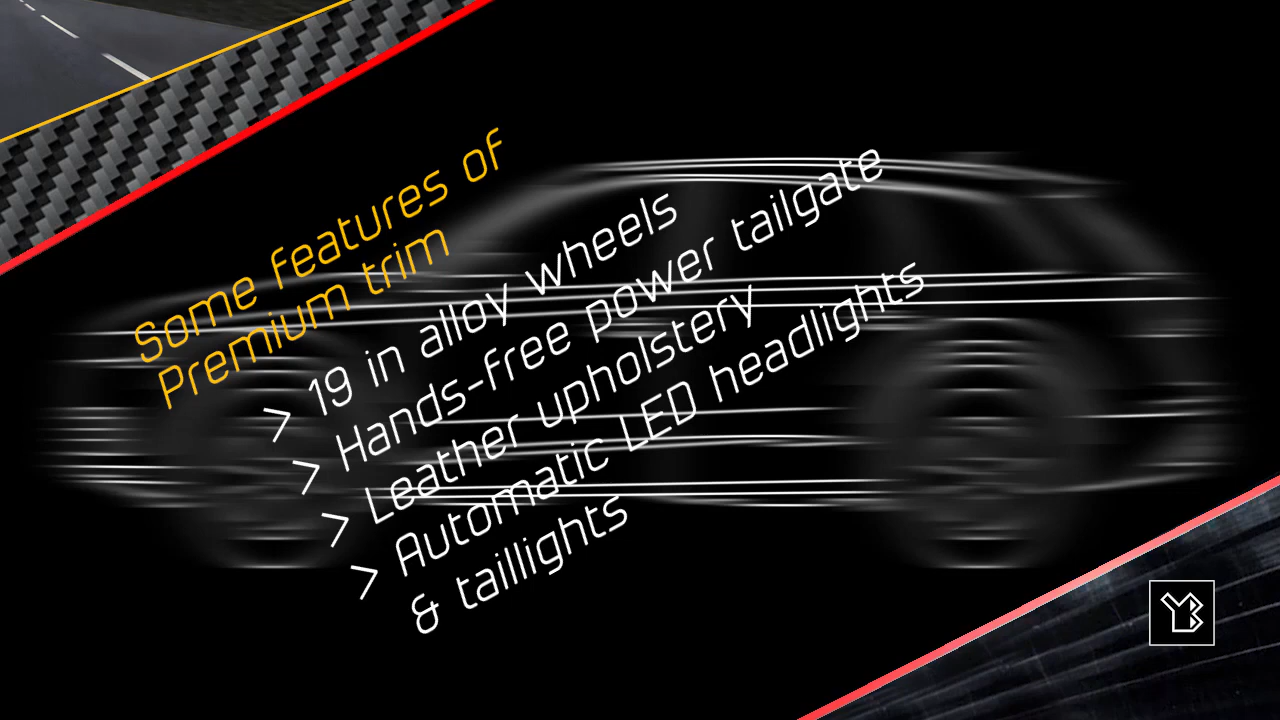 Some features of
Premium trim
> 19 in alloy wheels
> Hands-free power tailgate
> Leather upholstery
> Automatic LED headlights
& taillights